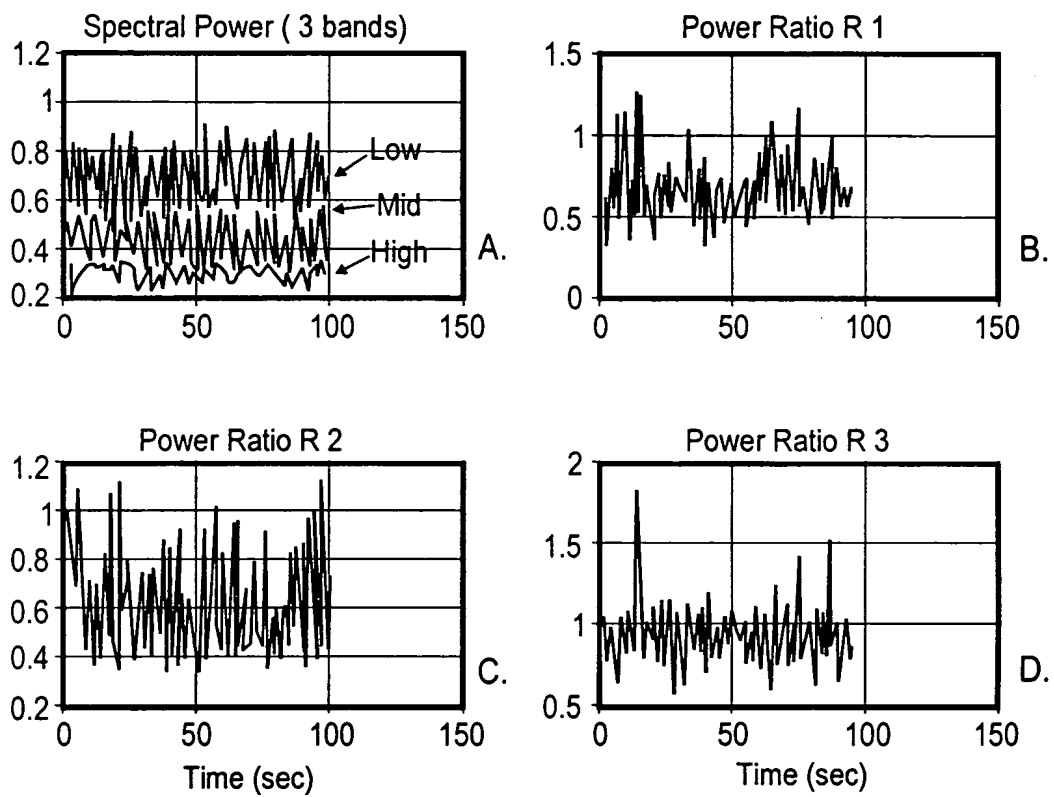 Spectral Power ( 3 bands)
1.2
1
0.8
0.6
0.4
0.2
Low
Mid
High
A.
0 50 100 150
Power Ratio R 1
1.5
1
0.5
0
B.
0 50 100 150
Power Ratio R 2
1.2
1
0.8
0.6
0.4
0.2
C.
0 50 100 150
Time (sec)
Power Ratio R 3
2
1.5
1
0.5
D.
0 50 100 150
Time (sec)